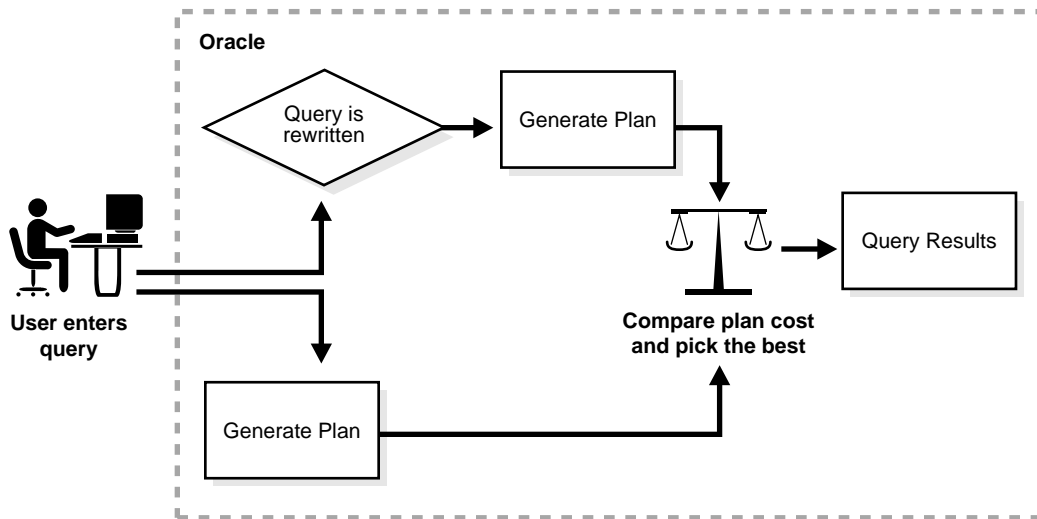 Oracle
Query is
rewritten
Generate Plan
Query Results
User enters
query
Compare plan cost
and pick the best
Generate Plan